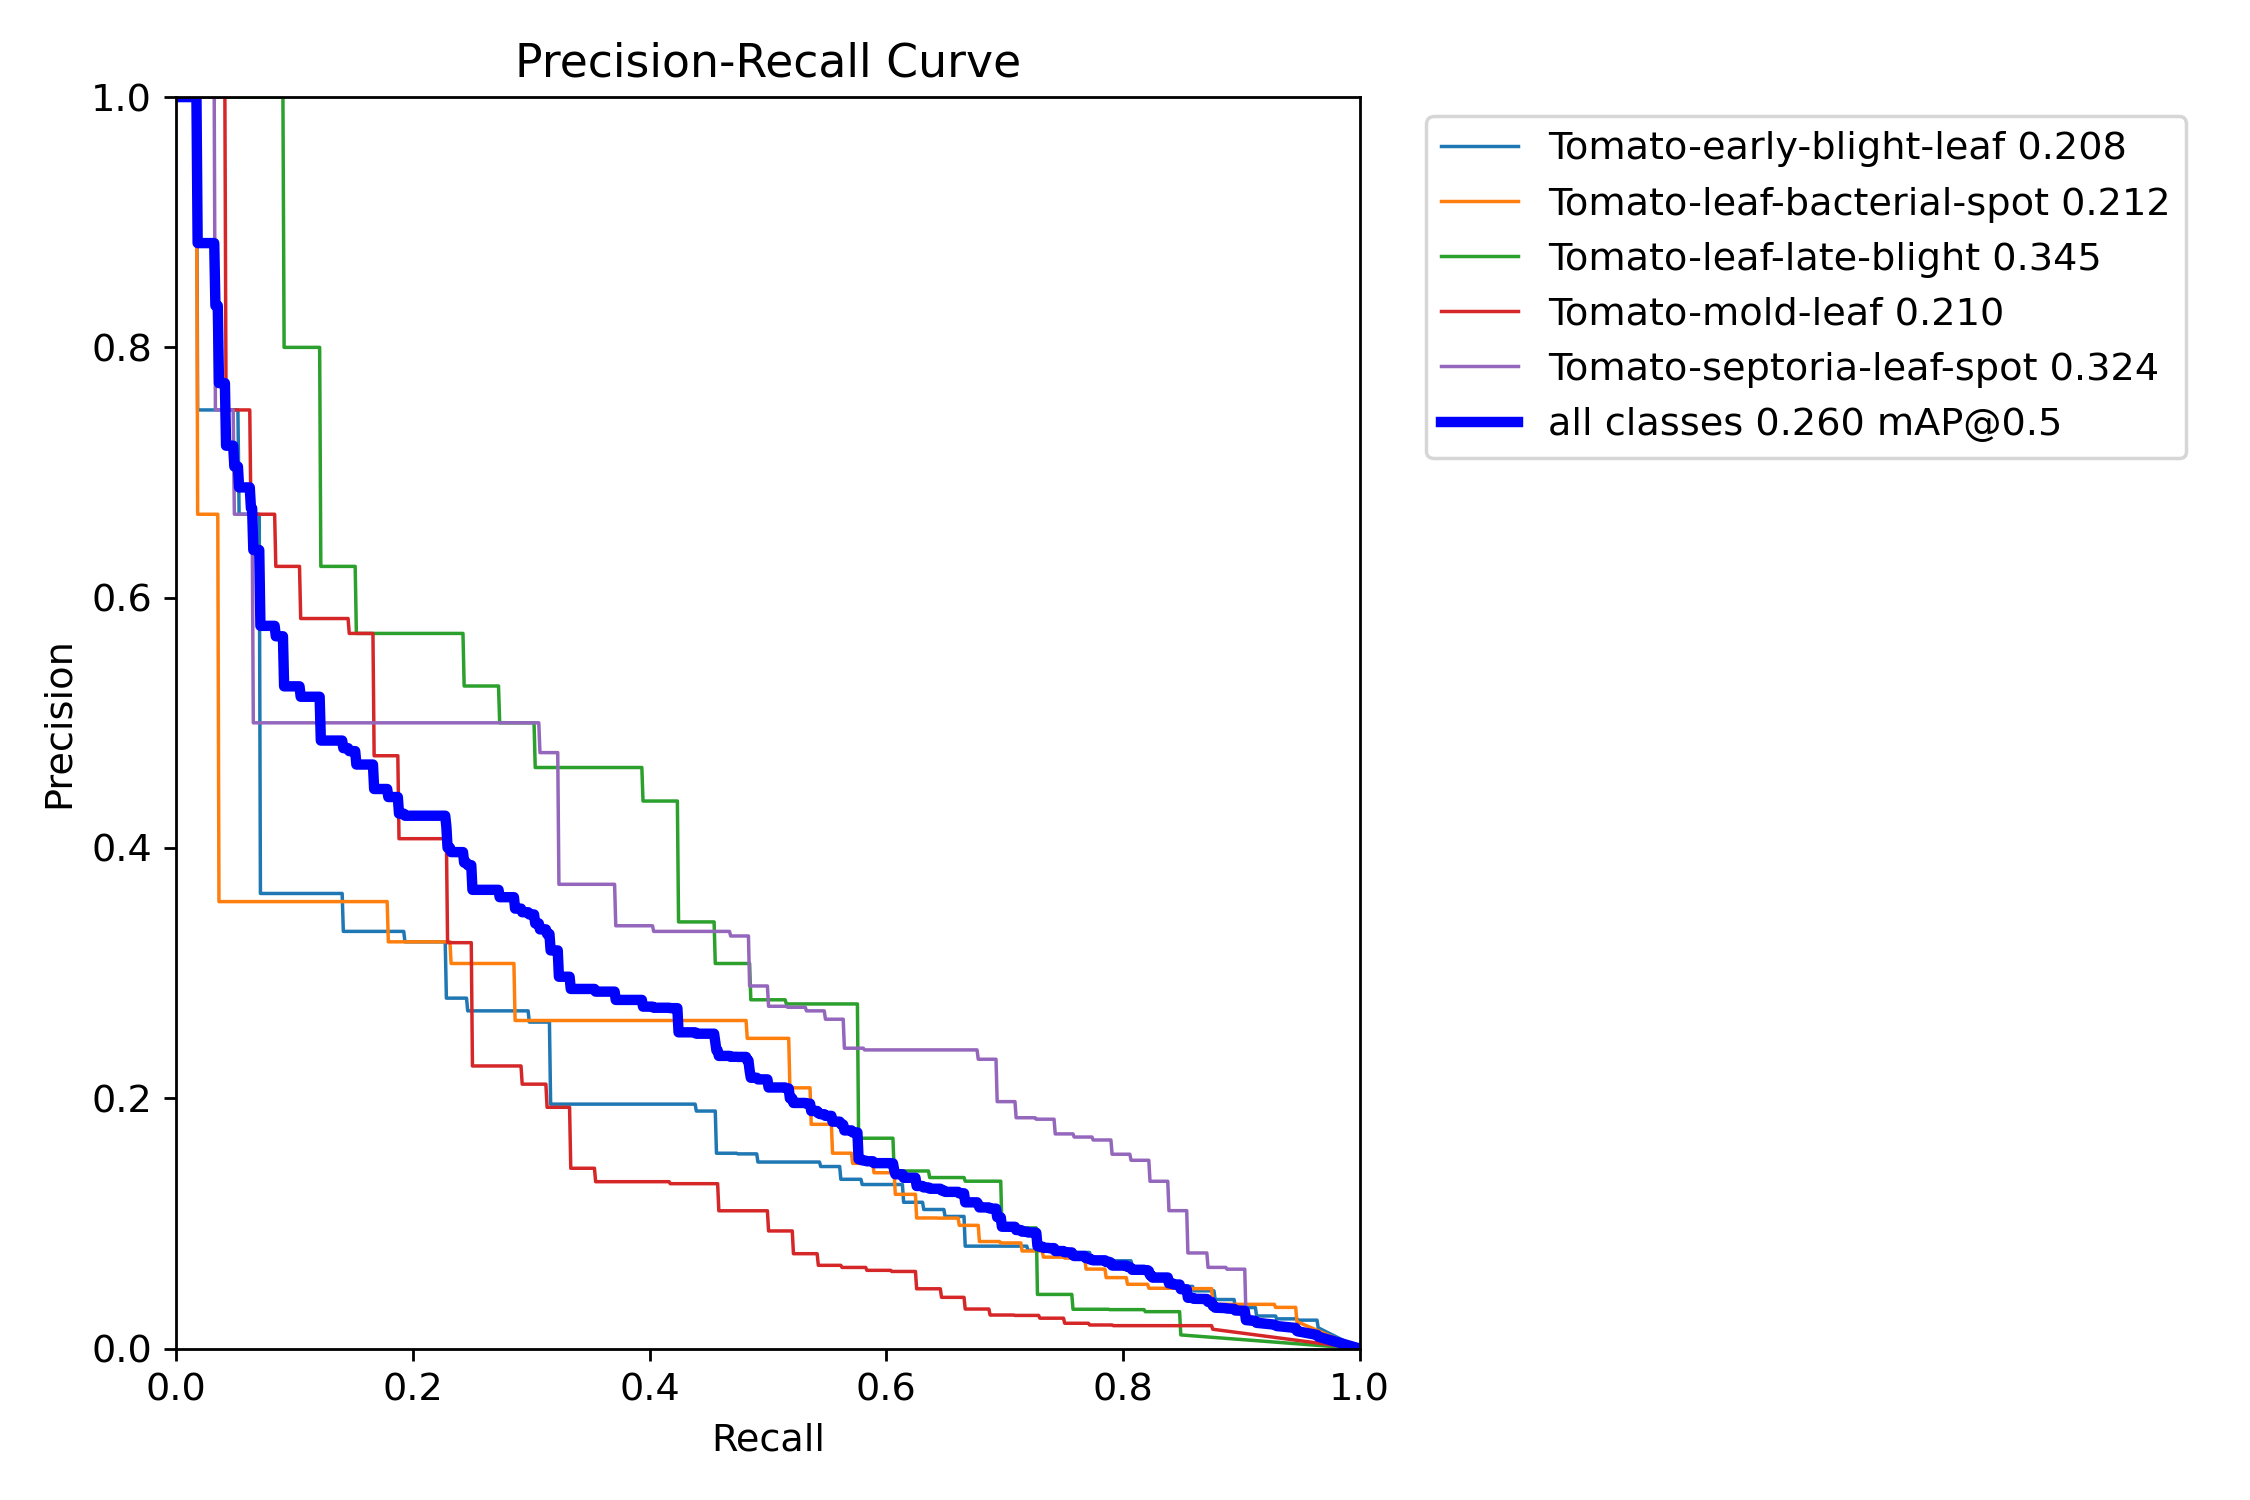 Precision-Recall Curve
1.0
0.8
0.6
0.4
0.2
0.0
Precision
0.0 0.2 0.4 0.6 0.8 1.0
Recall
Tomato-early-blight-leaf 0.208
Tomato-leaf-bacterial-spot 0.212
Tomato-leaf-late-blight 0.345
Tomato-mold-leaf 0.210
Tomato-septoria-leaf-spot 0.324
all classes 0.260 mAP@0.5